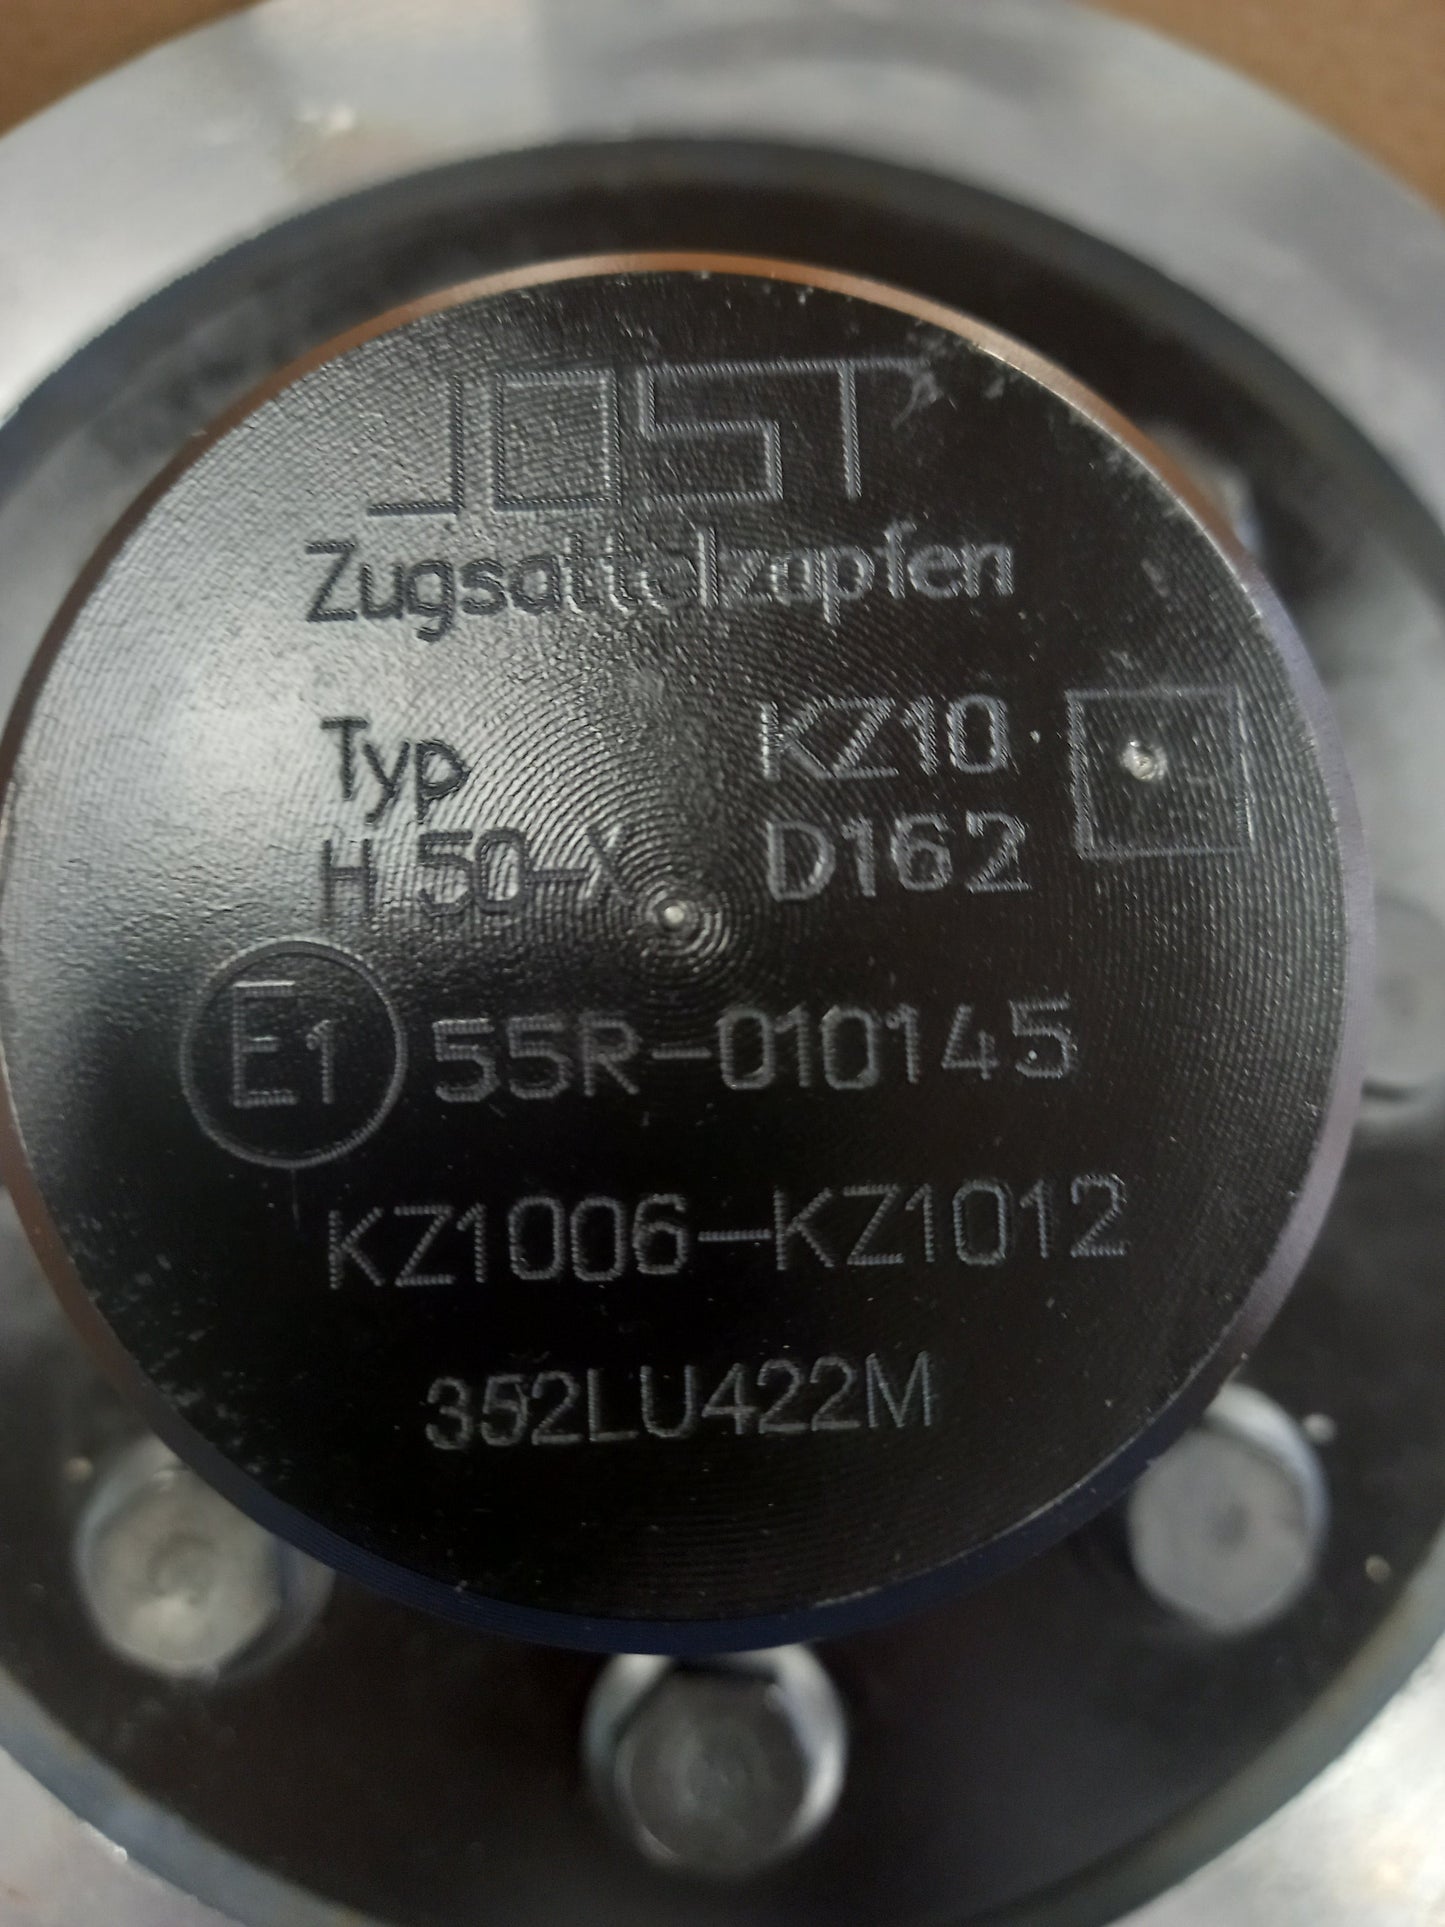 JOST
Zugsattelzapfen
Typ KZ10
H 50-X D162
E1 55R-010145
KZ1006-KZ1012
352LU422M